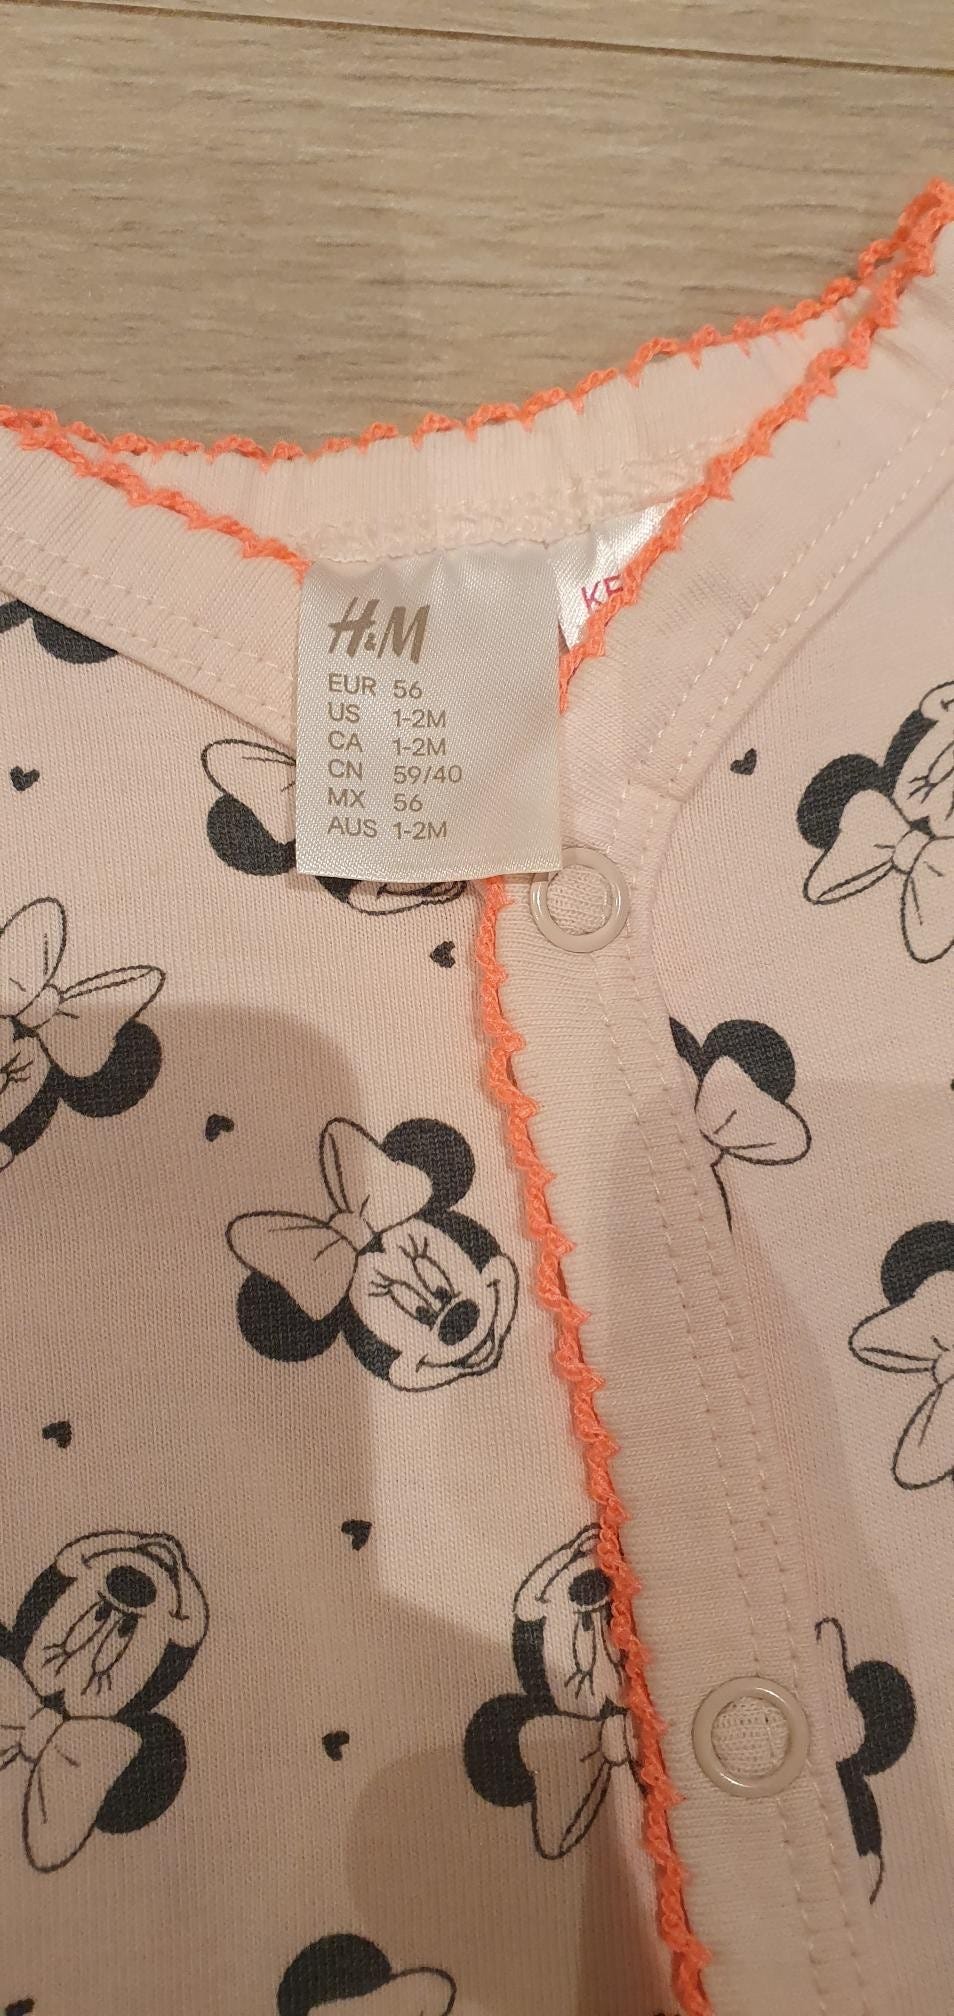 H&M
EUR 56
US 1-2M
CA 1-2M
CN 59/40
MX 56
AUS 1-2M